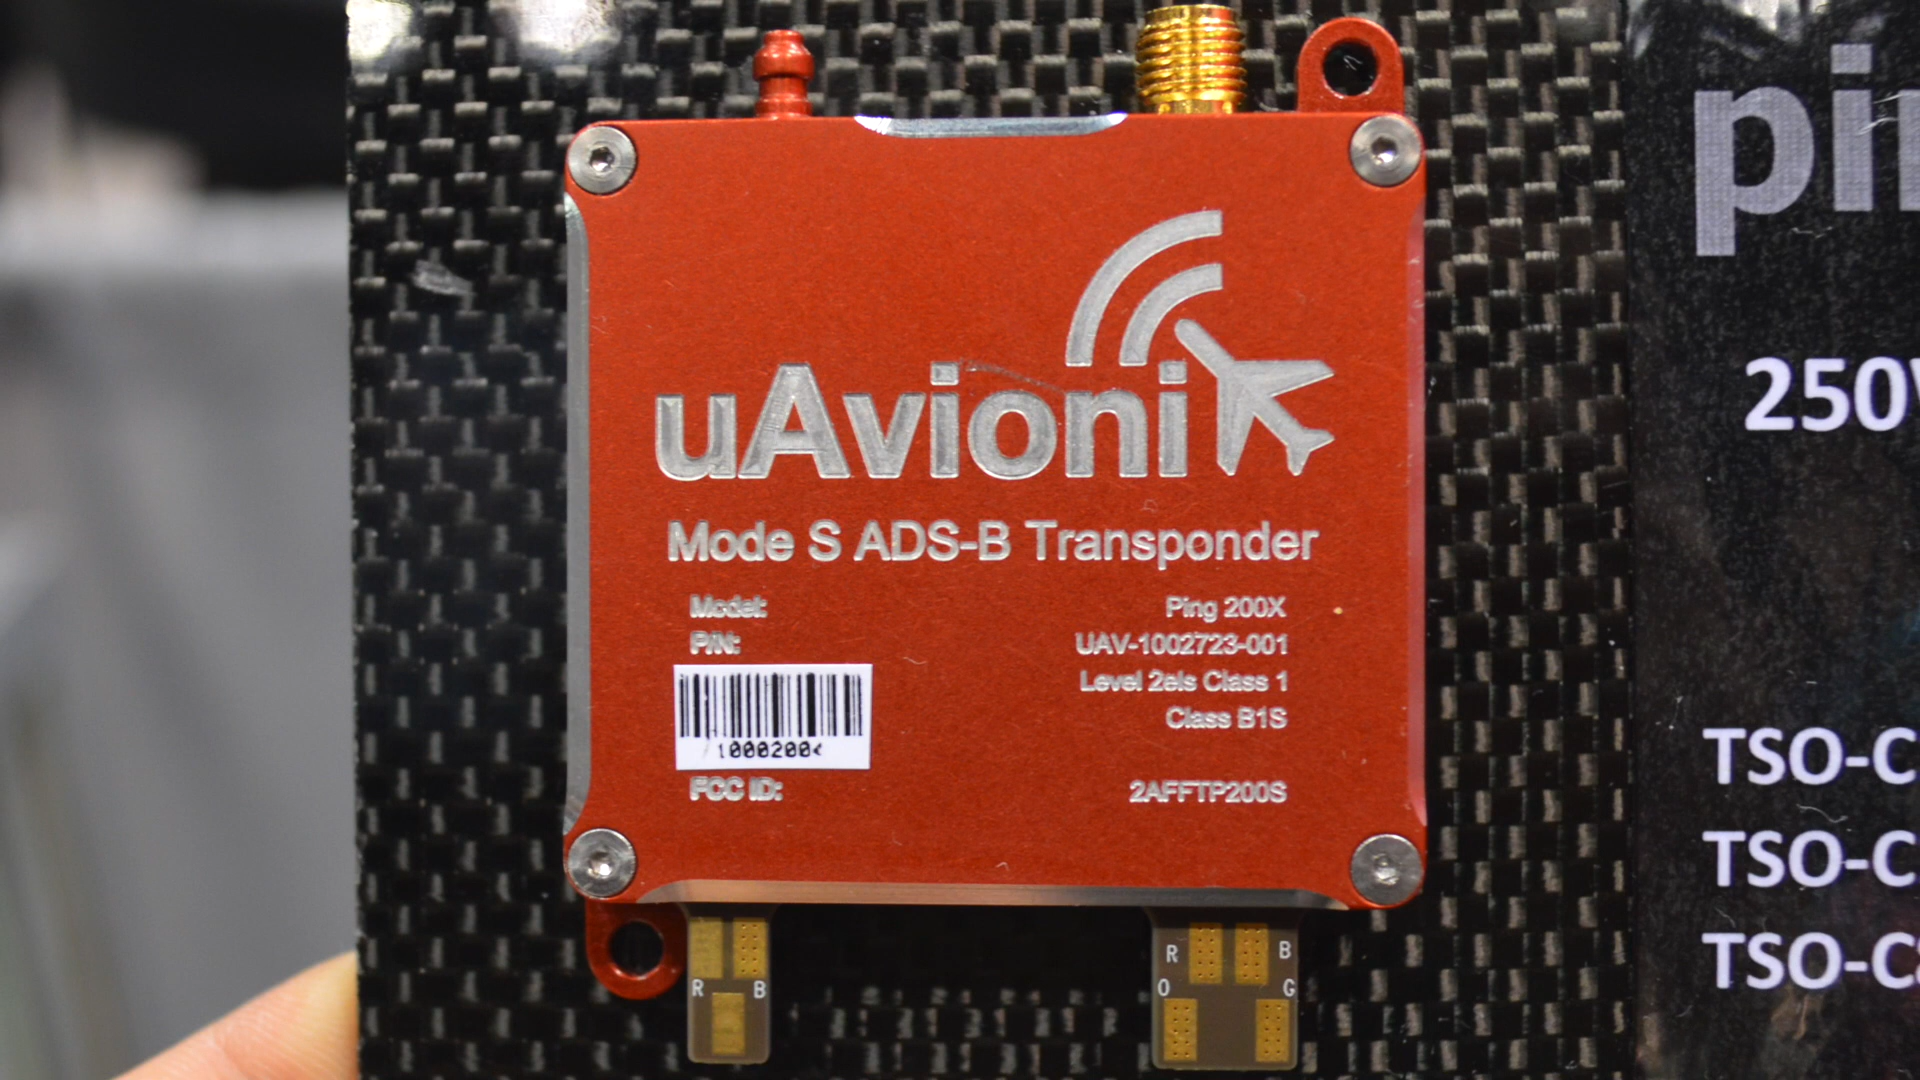 uAvioni
Mode S ADS-B Transponder
Model: Ping 200X
P/N: UAV-1002723-001
Level 2els Class 1
Class B1S
1000200
FCC ID: 2AFFTP200S
R B
R B
O G
pi
250
TSO-C
TSO-C
TSO-C